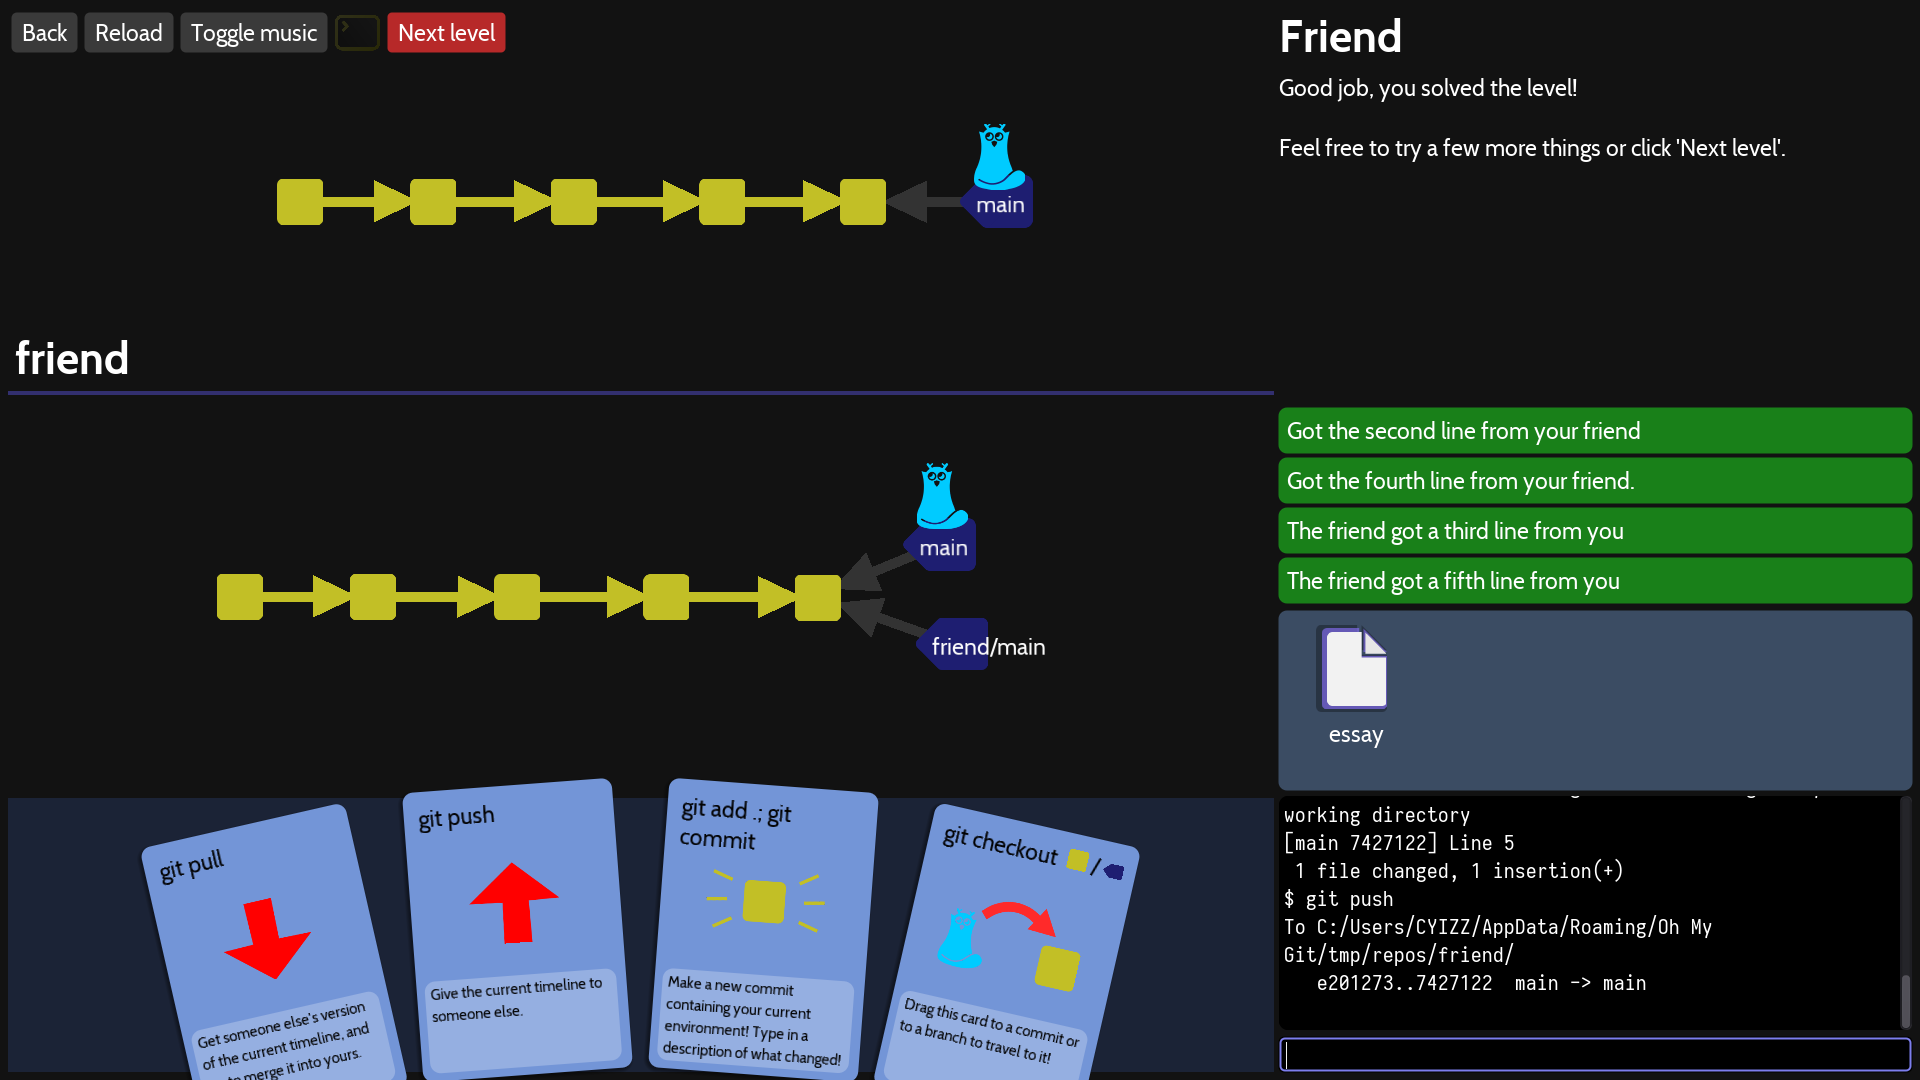 Back
Reload
Toggle music
Next level
Friend
Good job, you solved the level!
Feel free to try a few more things or click 'Next level'.
main
friend
main
friend/main
Got the second line from your friend
Got the fourth line from your friend.
The friend got a third line from you
The friend got a fifth line from you
essay
git pull
Get someone else's version
of the current timeline, and
merge it into yours.
git push
Give the current timeline to
someone else.
git add .; git
commit
Make a new commit
containing your current
environment! Type in a
description of what changed!
git checkout /
Drag this card to a commit or
to a branch to travel to it!
working directory
[main 7427122] Line 5
1 file changed, 1 insertion(+)
$ git push
To C:/Users/CYIZZ/AppData/Roaming/Oh My
Git/tmp/repos/friend/
e201273..7427122  main -> main